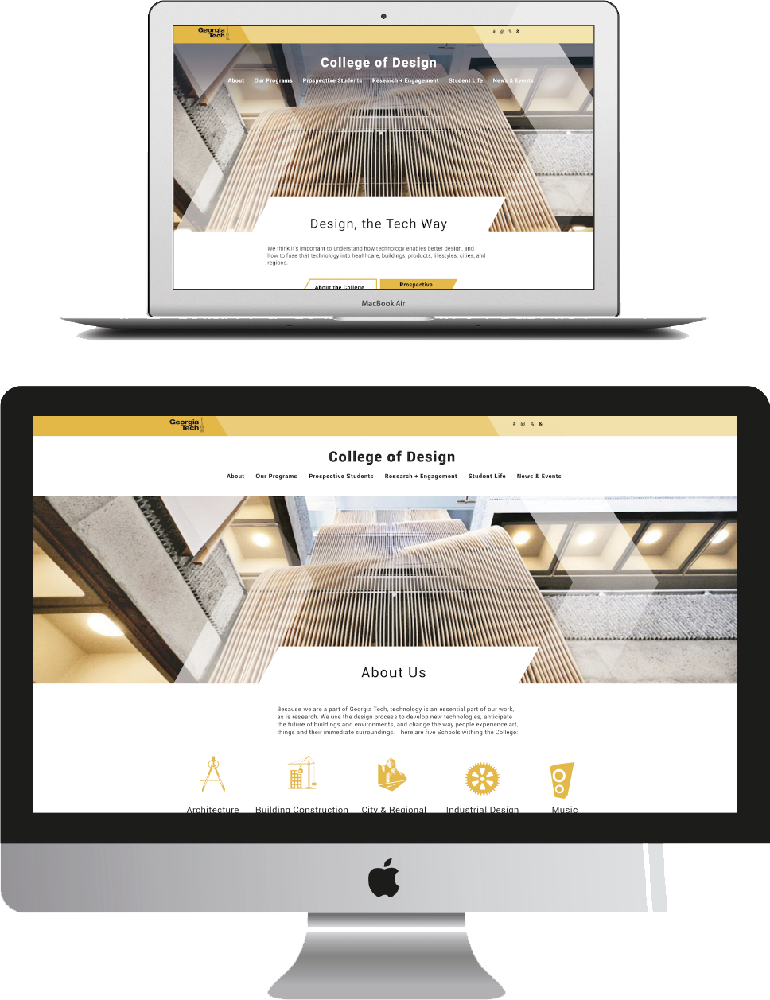 Georgia
Tech
# @ % &
College of Design
About Our Programs Prospective Students Research + Engagement Student Life News & Events
Design, the Tech Way
We think it's important to understand how technology enables better design, and
how to fuse that technology into healthcare, buildings, products, lifestyles, cities, and
regions.
About the College
Prospective
MacBook Air
Georgia
Tech
# @ % &
College of Design
About Our Programs Prospective Students Research + Engagement Student Life News & Events
About Us
Because we are a part of Georgia Tech, technology is an essential part of our work,
as is research. We use the design process to develop new technologies, anticipate
the future of buildings and environments, and change the way people experience art,
things and their immediate surroundings. There are five Schools withing the College:
Architecture Building Construction City & Regional Industrial Design Music